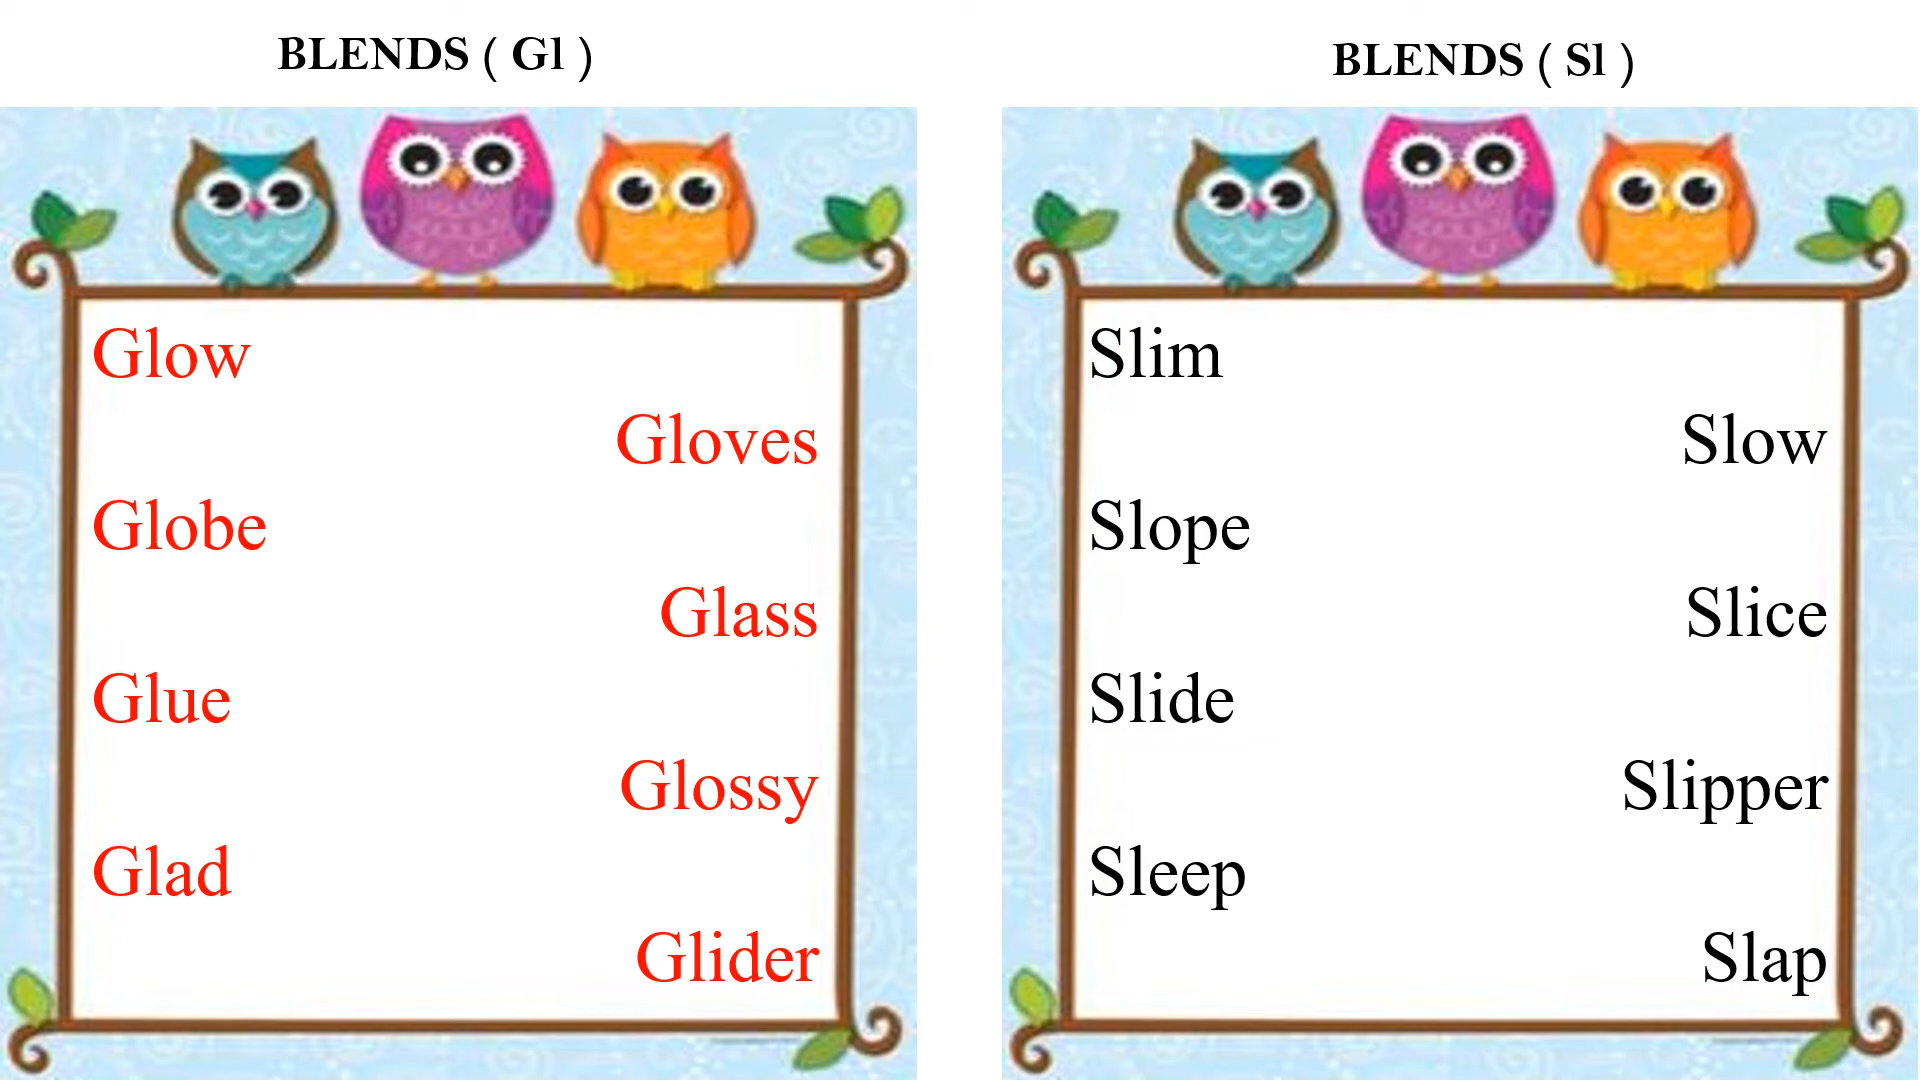 BLENDS ( Gl )
Glow
Gloves
Globe
Glass
Glue
Glossy
Glad
Glider
BLENDS ( Sl )
Slim
Slow
Slope
Slice
Slide
Slipper
Sleep
Slap